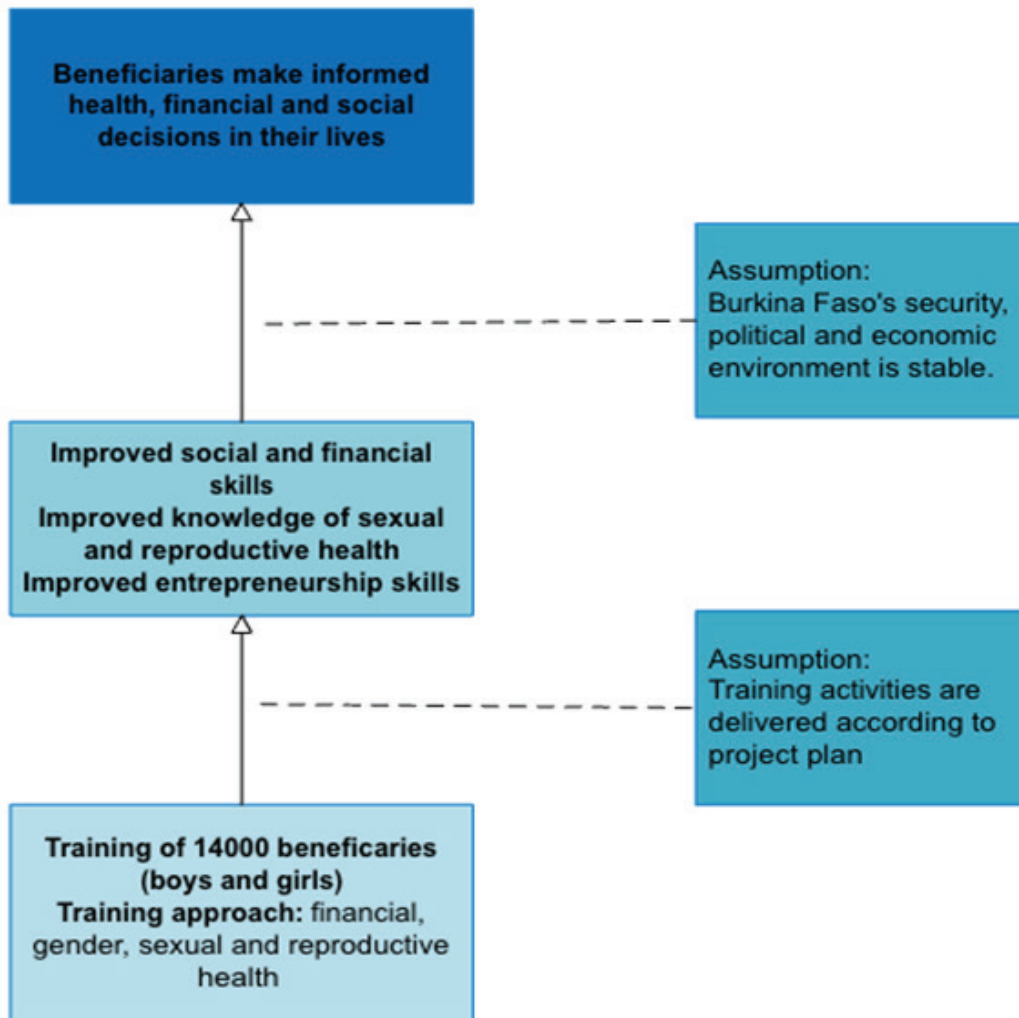 Beneficiaries make informed
health, financial and social
decisions in their lives
Assumption:
Burkina Faso's security,
political and economic
environment is stable.
Improved social and financial
skills
Improved knowledge of sexual
and reproductive health
Improved entrepreneurship skills
Assumption:
Training activities are
delivered according to
project plan
Training of 14000 beneficaries
(boys and girls)
Training approach: financial,
gender, sexual and reproductive
health